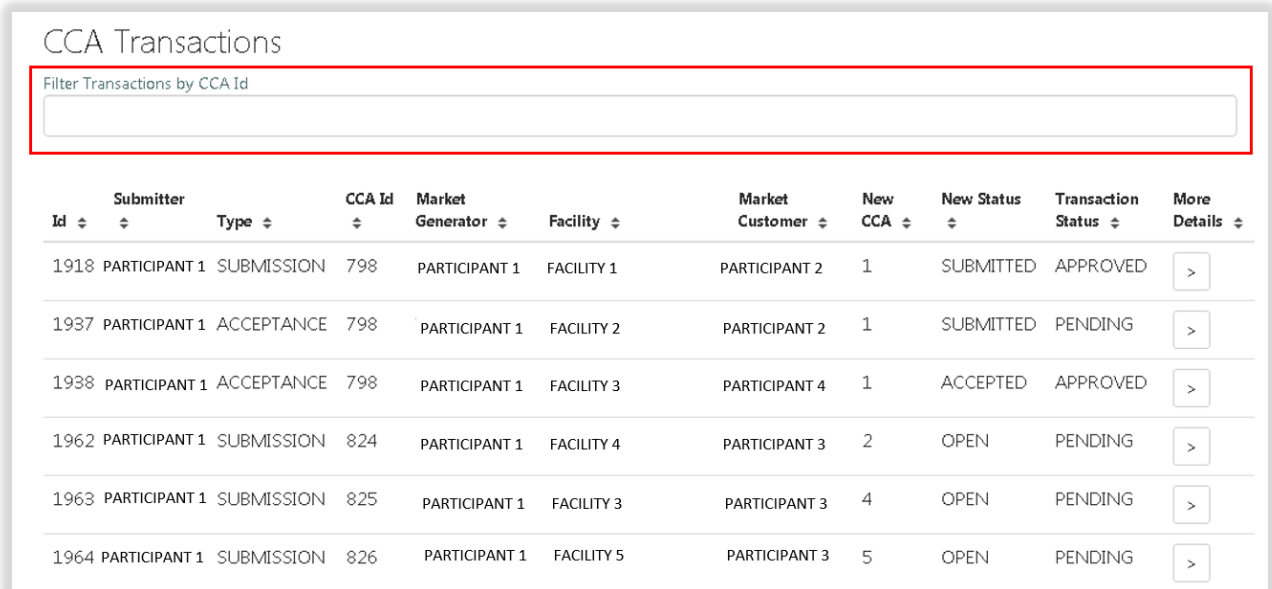 CCA Transactions
Filter Transactions by CCA Id
Id Submitter Type CCA Id Market Generator Facility Market Customer New CCA New Status Transaction Status More Details
1918 PARTICIPANT 1 SUBMISSION 798 PARTICIPANT 1 FACILITY 1 PARTICIPANT 2 1 SUBMITTED APPROVED >
1937 PARTICIPANT 1 ACCEPTANCE 798 PARTICIPANT 1 FACILITY 2 PARTICIPANT 2 1 SUBMITTED PENDING >
1938 PARTICIPANT 1 ACCEPTANCE 798 PARTICIPANT 1 FACILITY 3 PARTICIPANT 4 1 ACCEPTED APPROVED >
1962 PARTICIPANT 1 SUBMISSION 824 PARTICIPANT 1 FACILITY 4 PARTICIPANT 3 2 OPEN PENDING >
1963 PARTICIPANT 1 SUBMISSION 825 PARTICIPANT 1 FACILITY 3 PARTICIPANT 3 4 OPEN PENDING >
1964 PARTICIPANT 1 SUBMISSION 826 PARTICIPANT 1 FACILITY 5 PARTICIPANT 3 5 OPEN PENDING >